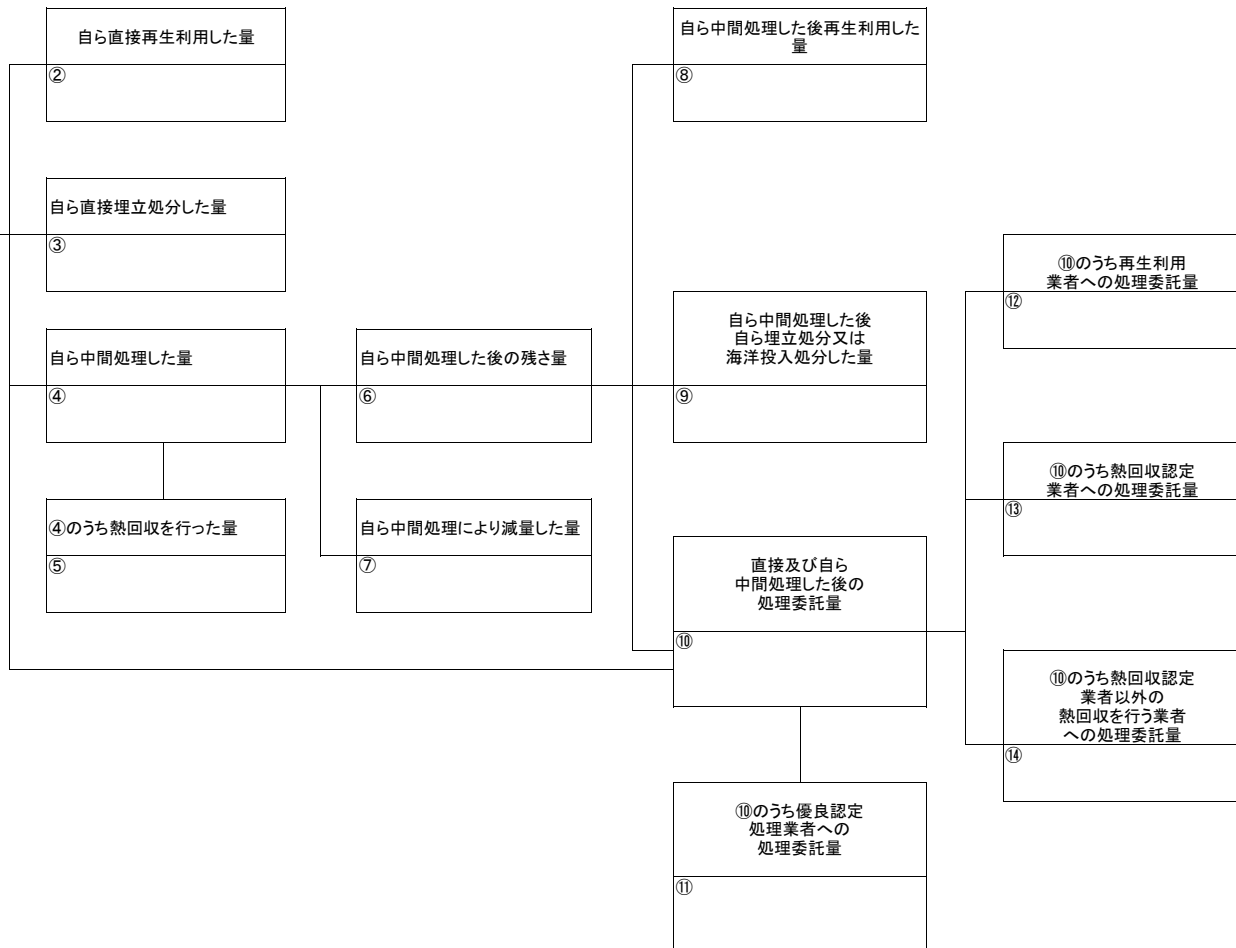 自ら直接再生利用した量
②
自ら中間処理した後再生利用した
量
⑧
自ら直接埋立処分した量
③
⑩のうち再生利用
業者への処理委託量
⑫
自ら中間処理した後
自ら埋立処分又は
海洋投入処分した量
⑨
自ら中間処理した量
④
自ら中間処理した後の残さ量
⑥
⑩のうち熱回収認定
業者への処理委託量
⑬
④のうち熱回収を行った量
⑤
自ら中間処理により減量した量
⑦
直接及び自ら
中間処理した後の
処理委託量
⑩
⑩のうち熱回収認定
業者以外の
熱回収を行う業者
への処理委託量
⑭
⑩のうち優良認定
処理業者への
処理委託量
⑪